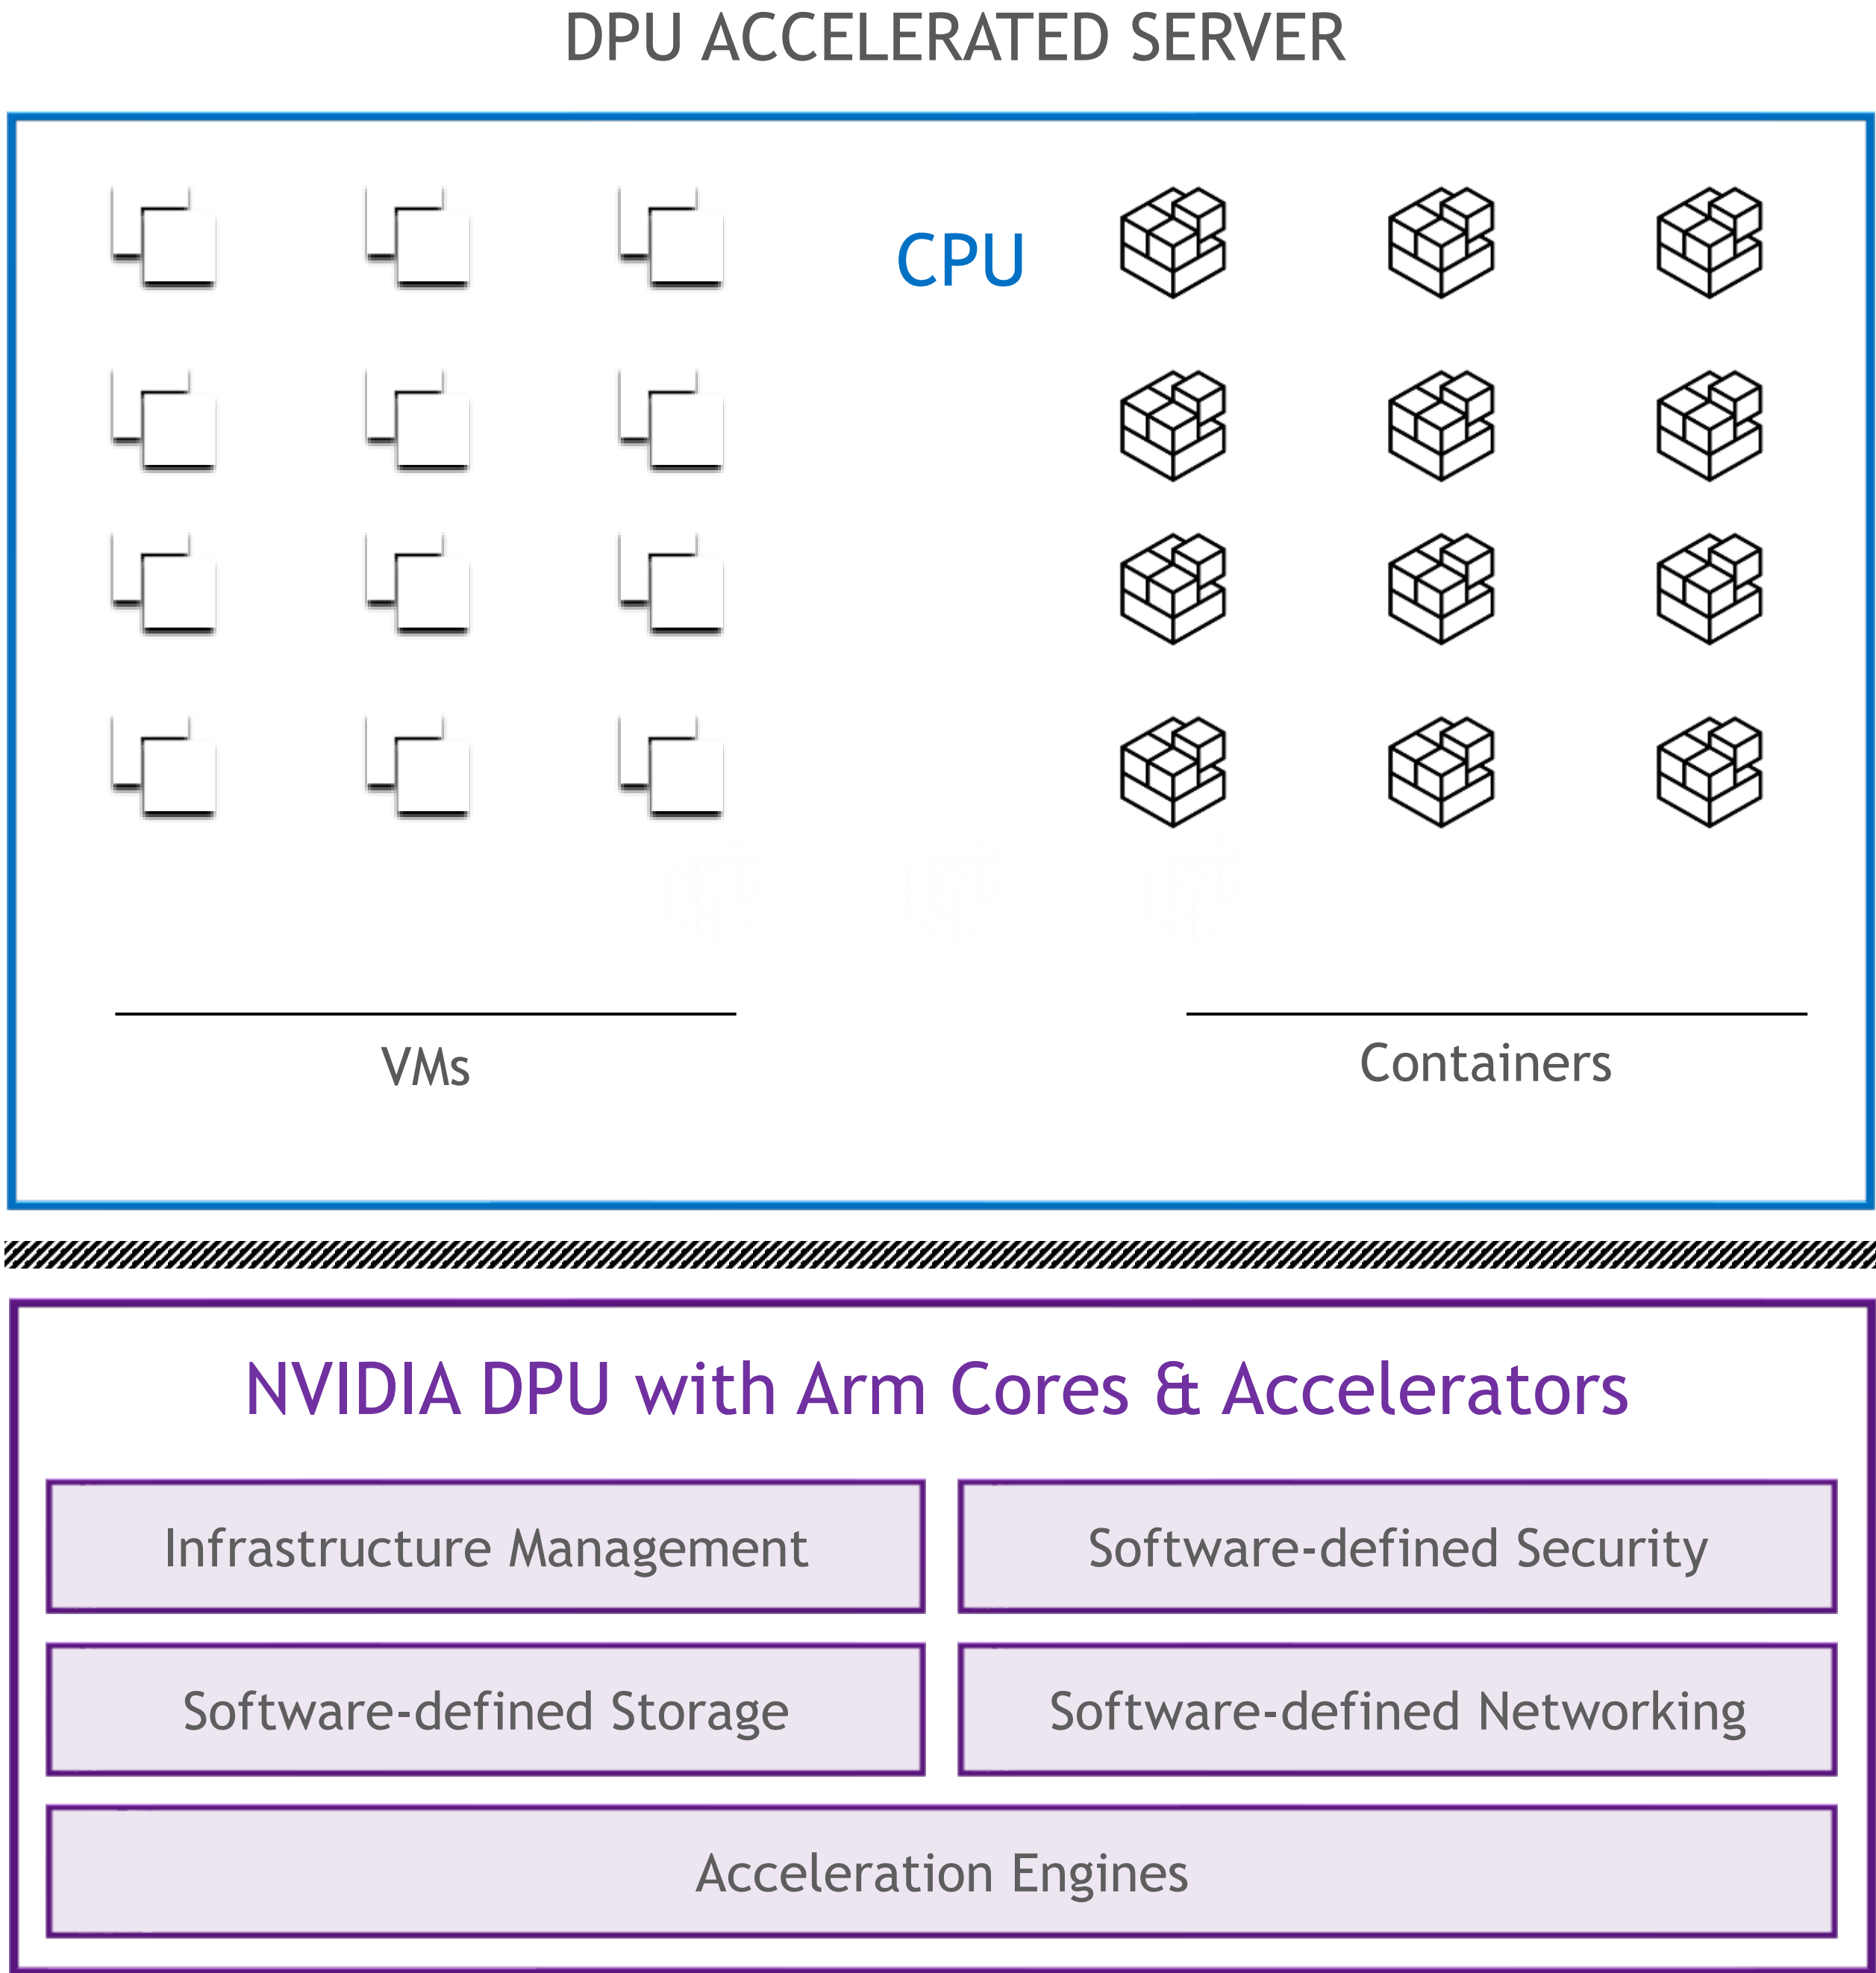 DPU ACCELERATED SERVER
CPU
VMs
Containers
NVIDIA DPU with Arm Cores & Accelerators
Infrastructure Management
Software-defined Security
Software-defined Storage
Software-defined Networking
Acceleration Engines